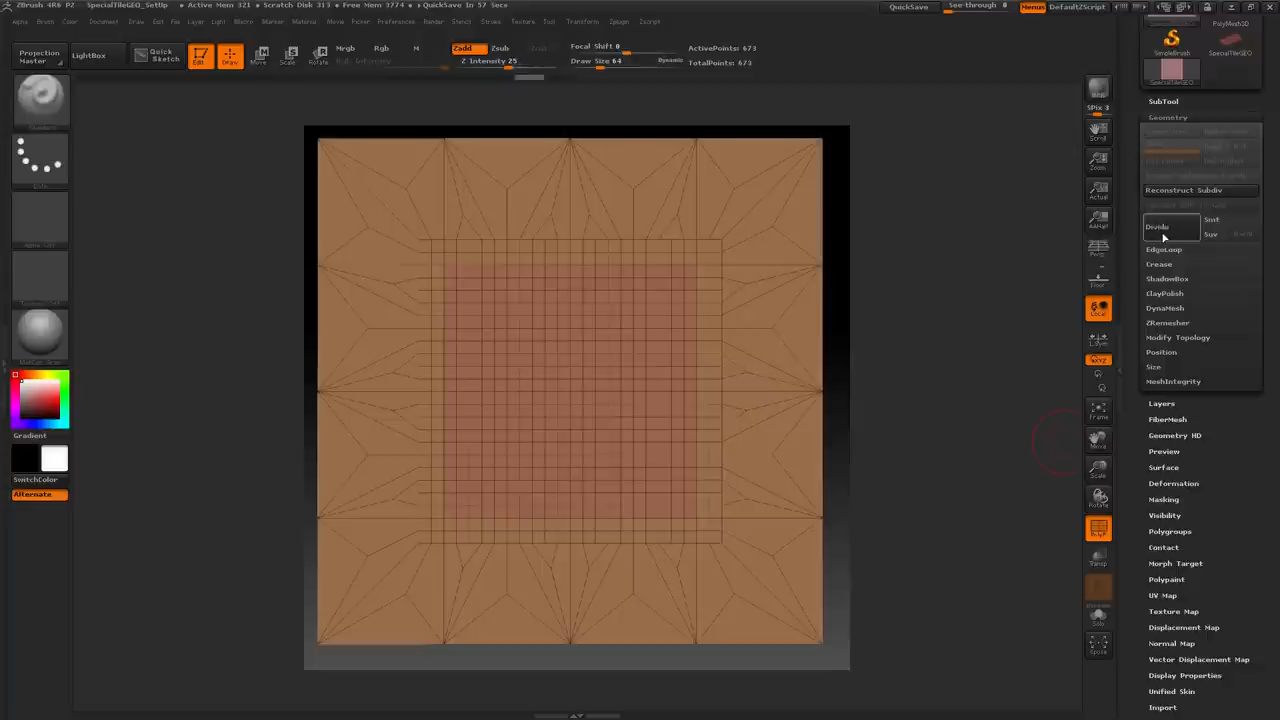 ZBrush 4R6 P2 SpecialTileGEO_SetUp • Active Mem 321 • Scratch Disk 313 • Free Mem 3774 • QuickSave In 57 Secs
QuickSave See-through 0 Menus DefaultZScript
Alpha Brush Color Document Draw Edit File Layer Light Macro Marker Material Movie Picker Preferences Render Stencil Stroke Texture Tool Transform Zplugin Zscript
Projection Master
LightBox
Quick Sketch
Edit
Draw
Move
Scale
Rotate
Mrgb
Rgb
M
Zadd
Zsub
Z Intensity 25
Focal Shift 0
Draw Size 64
Dynamic
ActivePoints: 673
TotalPoints: 673
Standard
Dots
Gradient
SwitchColor
Alternate
SPix 3
Scroll
Zoom
Actual
AAHalf
Persp
Floor
Local
L.Sym
XYZ
Frame
Move
Scale
Rotate
PolyF
Transp
Solo
Xpose
PolyMesh3D
SimpleBrush
SpecialTileGEO
SpecialTileGEO
SubTool
Geometry
Reconstruct Subdiv
Divide
Smt
Suv
EdgeLoop
Crease
ShadowBox
ClayPolish
DynaMesh
ZRemesher
Modify Topology
Position
Size
MeshIntegrity
Layers
FiberMesh
Geometry HD
Preview
Surface
Deformation
Masking
Visibility
Polygroups
Contact
Morph Target
Polypaint
UV Map
Texture Map
Displacement Map
Normal Map
Vector Displacement Map
Display Properties
Unified Skin
Import